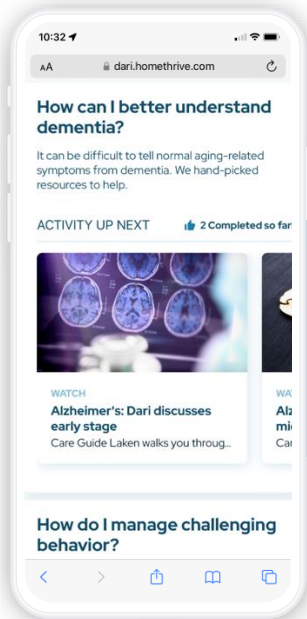 10:32
AA dari.homethrive.com
How can I better understand
dementia?
It can be difficult to tell normal aging-related
symptoms from dementia. We hand-picked
resources to help.
ACTIVITY UP NEXT 2 Completed so far!
WATCH
Alzheimer's: Dari discusses
early stage
Care Guide Laken walks you throug...
How do I manage challenging
behavior?